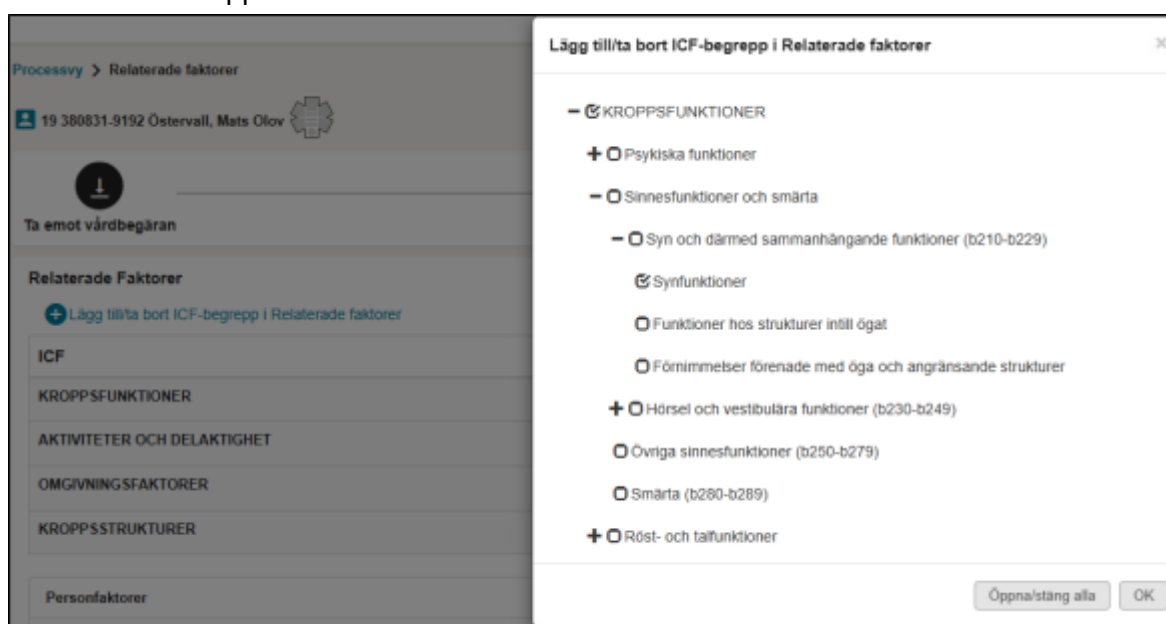 Lägg till/ta bort ICF-begrepp i Relaterade faktorer
Processvy > Relaterade faktorer
19 380831-9192 Östervall, Mats Olov
Ta emot vårdbegäran
Relaterade Faktorer
Lägg till/ta bort ICF-begrepp i Relaterade faktorer
ICF
KROPPSFUNKTIONER
AKTIVITETER OCH DELAKTIGHET
OMGIVNINGSFAKTORER
KROPPSSTRUKTURER
Personfaktorer
KROPPSFUNKTIONER
Psykiska funktioner
Sinnesfunktioner och smärta
Syn och därmed sammanhängande funktioner (b210-b229)
Synfunktioner
Funktioner hos strukturer intill ögat
Förnimmelser förenade med öga och angränsande strukturer
Hörsel och vestibulära funktioner (b230-b249)
Övriga sinnesfunktioner (b250-b279)
Smärta (b280-b289)
Röst- och talfunktioner
Öppna/stäng alla
OK